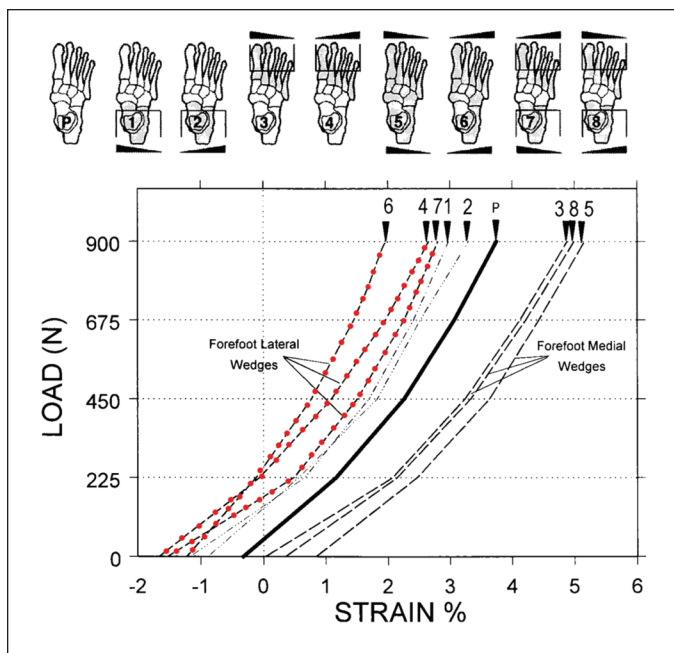 P 1 2 3 4 5 6 7 8
6 4 7 1 2 P 3 8 5
900
675
Forefoot Lateral
Wedges
Forefoot Medial
Wedges
450
225
0
LOAD (N)
-2 -1 0 1 2 3 4 5 6
STRAIN %